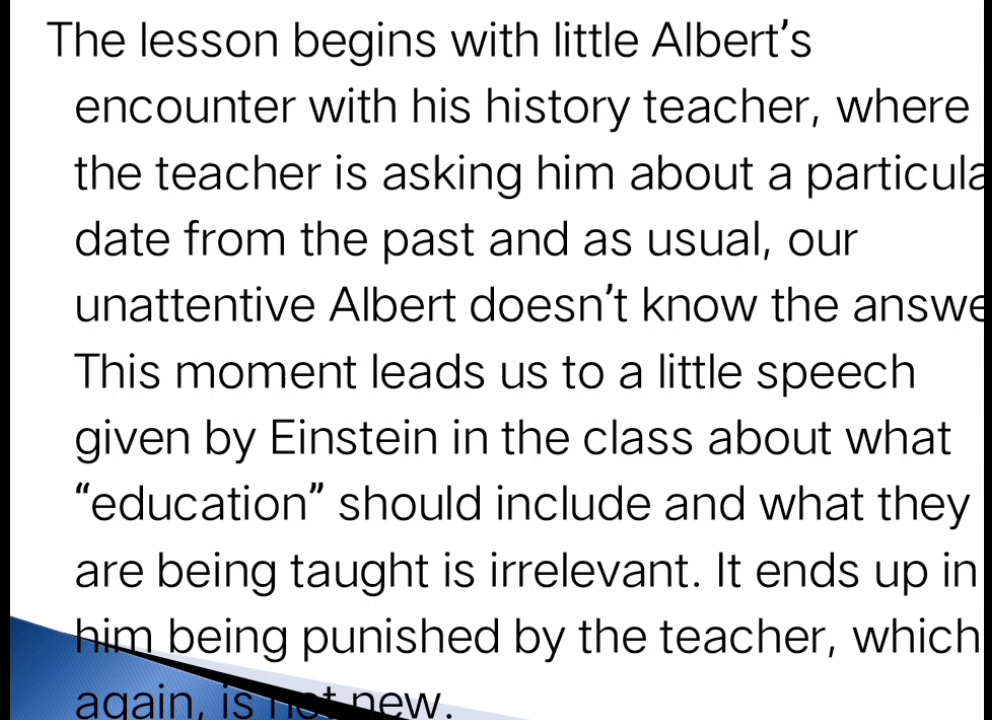 The lesson begins with little Albert’s
encounter with his history teacher, where
the teacher is asking him about a particula
date from the past and as usual, our
unattentive Albert doesn’t know the answe
This moment leads us to a little speech
given by Einstein in the class about what
“education” should include and what they
are being taught is irrelevant. It ends up in
him being punished by the teacher, which
again, is not new.